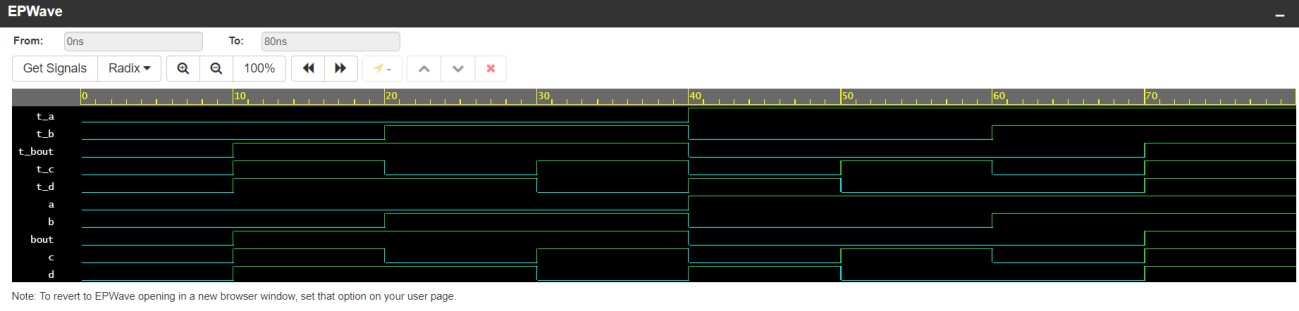 EPWave
From: 0ns To: 80ns
Get Signals Radix 100% -
0 10 20 30 40 50 60 70
t_a
t_b
t_bout
t_c
t_d
a
b
bout
c
d
Note: To revert to EPWave opening in a new browser window, set that option on your user page.